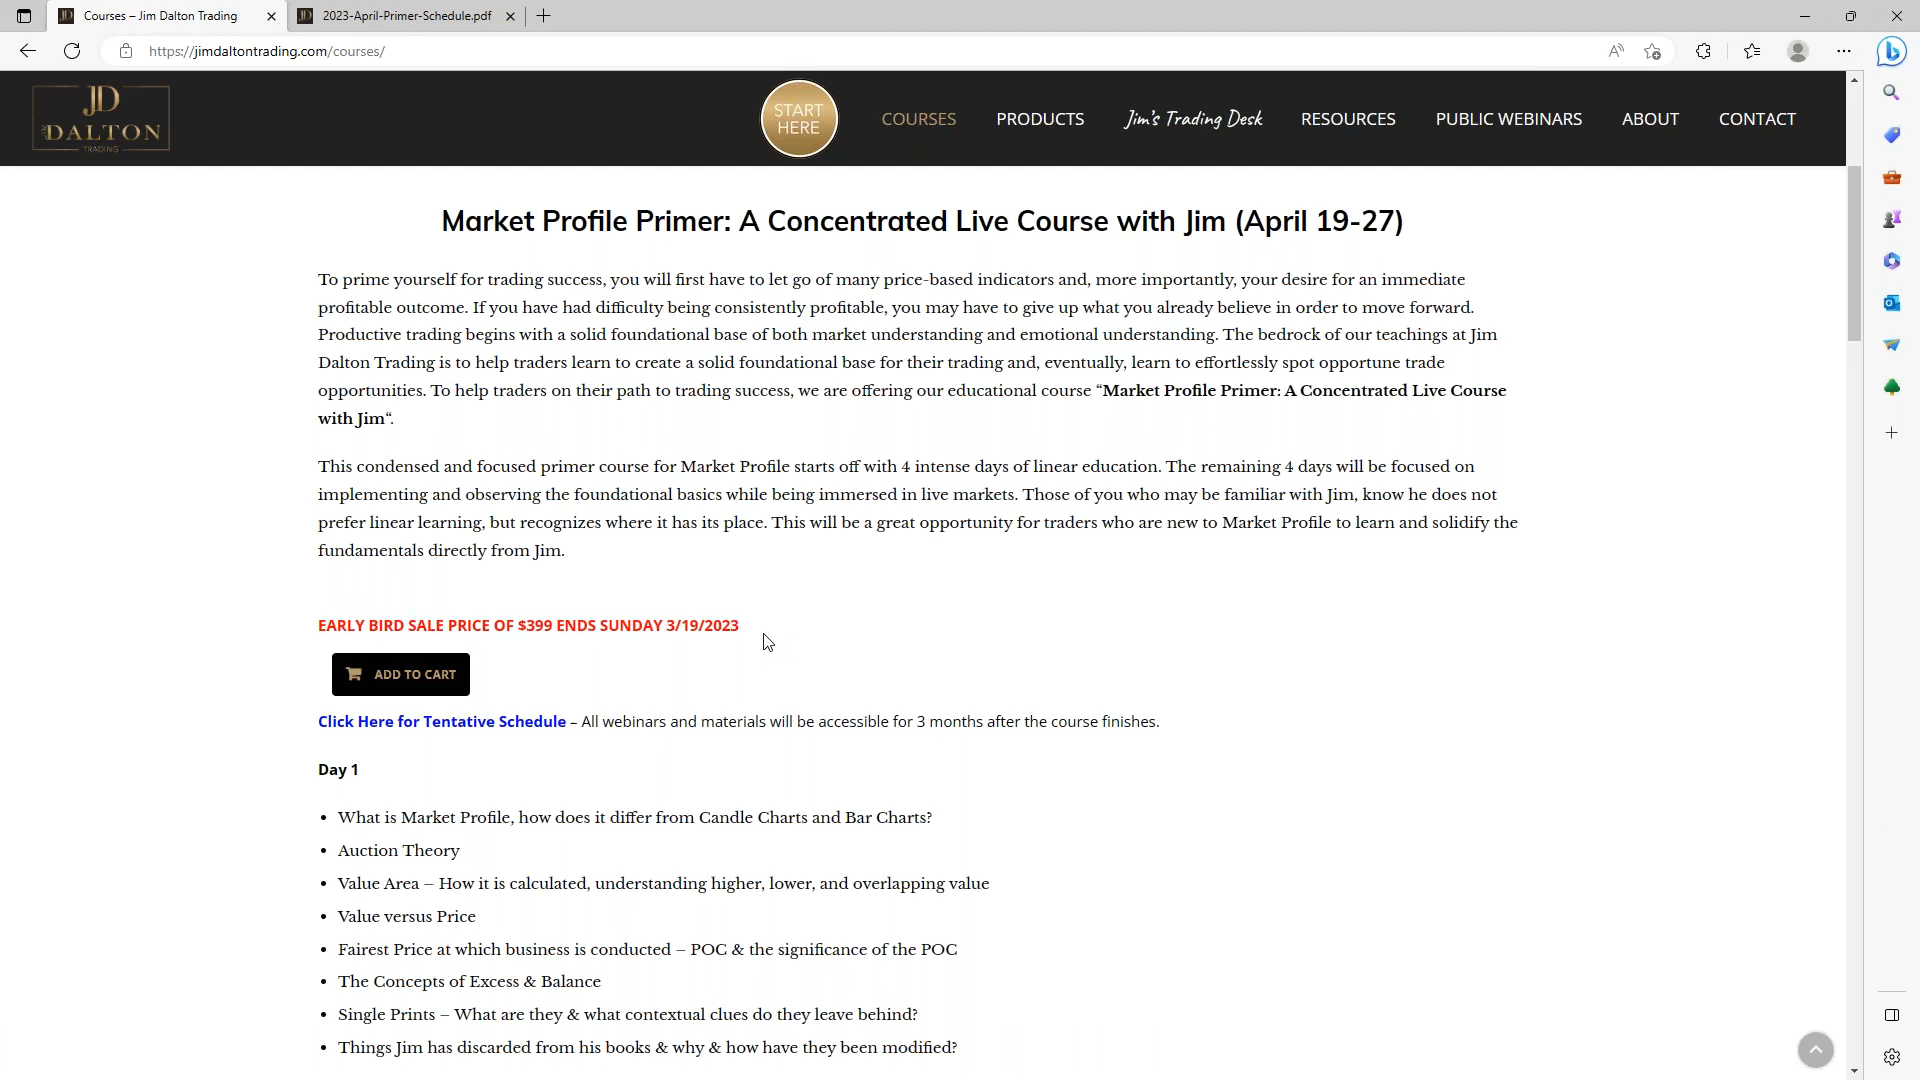 Courses – Jim Dalton Trading
2023-April-Primer-Schedule.pdf
https://jimdaltontrading.com/courses/
JD
DALTON
TRADING
START
HERE
COURSES
PRODUCTS
Jim's Trading Desk
RESOURCES
PUBLIC WEBINARS
ABOUT
CONTACT
Market Profile Primer: A Concentrated Live Course with Jim (April 19-27)
To prime yourself for trading success, you will first have to let go of many price-based indicators and, more importantly, your desire for an immediate
profitable outcome. If you have had difficulty being consistently profitable, you may have to give up what you already believe in order to move forward.
Productive trading begins with a solid foundational base of both market understanding and emotional understanding. The bedrock of our teachings at Jim
Dalton Trading is to help traders learn to create a solid foundational base for their trading and, eventually, learn to effortlessly spot opportune trade
opportunities. To help traders on their path to trading success, we are offering our educational course “Market Profile Primer: A Concentrated Live Course
with Jim“.
This condensed and focused primer course for Market Profile starts off with 4 intense days of linear education. The remaining 4 days will be focused on
implementing and observing the foundational basics while being immersed in live markets. Those of you who may be familiar with Jim, know he does not
prefer linear learning, but recognizes where it has its place. This will be a great opportunity for traders who are new to Market Profile to learn and solidify the
fundamentals directly from Jim.
EARLY BIRD SALE PRICE OF $399 ENDS SUNDAY 3/19/2023
ADD TO CART
Click Here for Tentative Schedule – All webinars and materials will be accessible for 3 months after the course finishes.
Day 1
• What is Market Profile, how does it differ from Candle Charts and Bar Charts?
• Auction Theory
• Value Area – How it is calculated, understanding higher, lower, and overlapping value
• Value versus Price
• Fairest Price at which business is conducted – POC & the significance of the POC
• The Concepts of Excess & Balance
• Single Prints – What are they & what contextual clues do they leave behind?
• Things Jim has discarded from his books & why & how have they been modified?